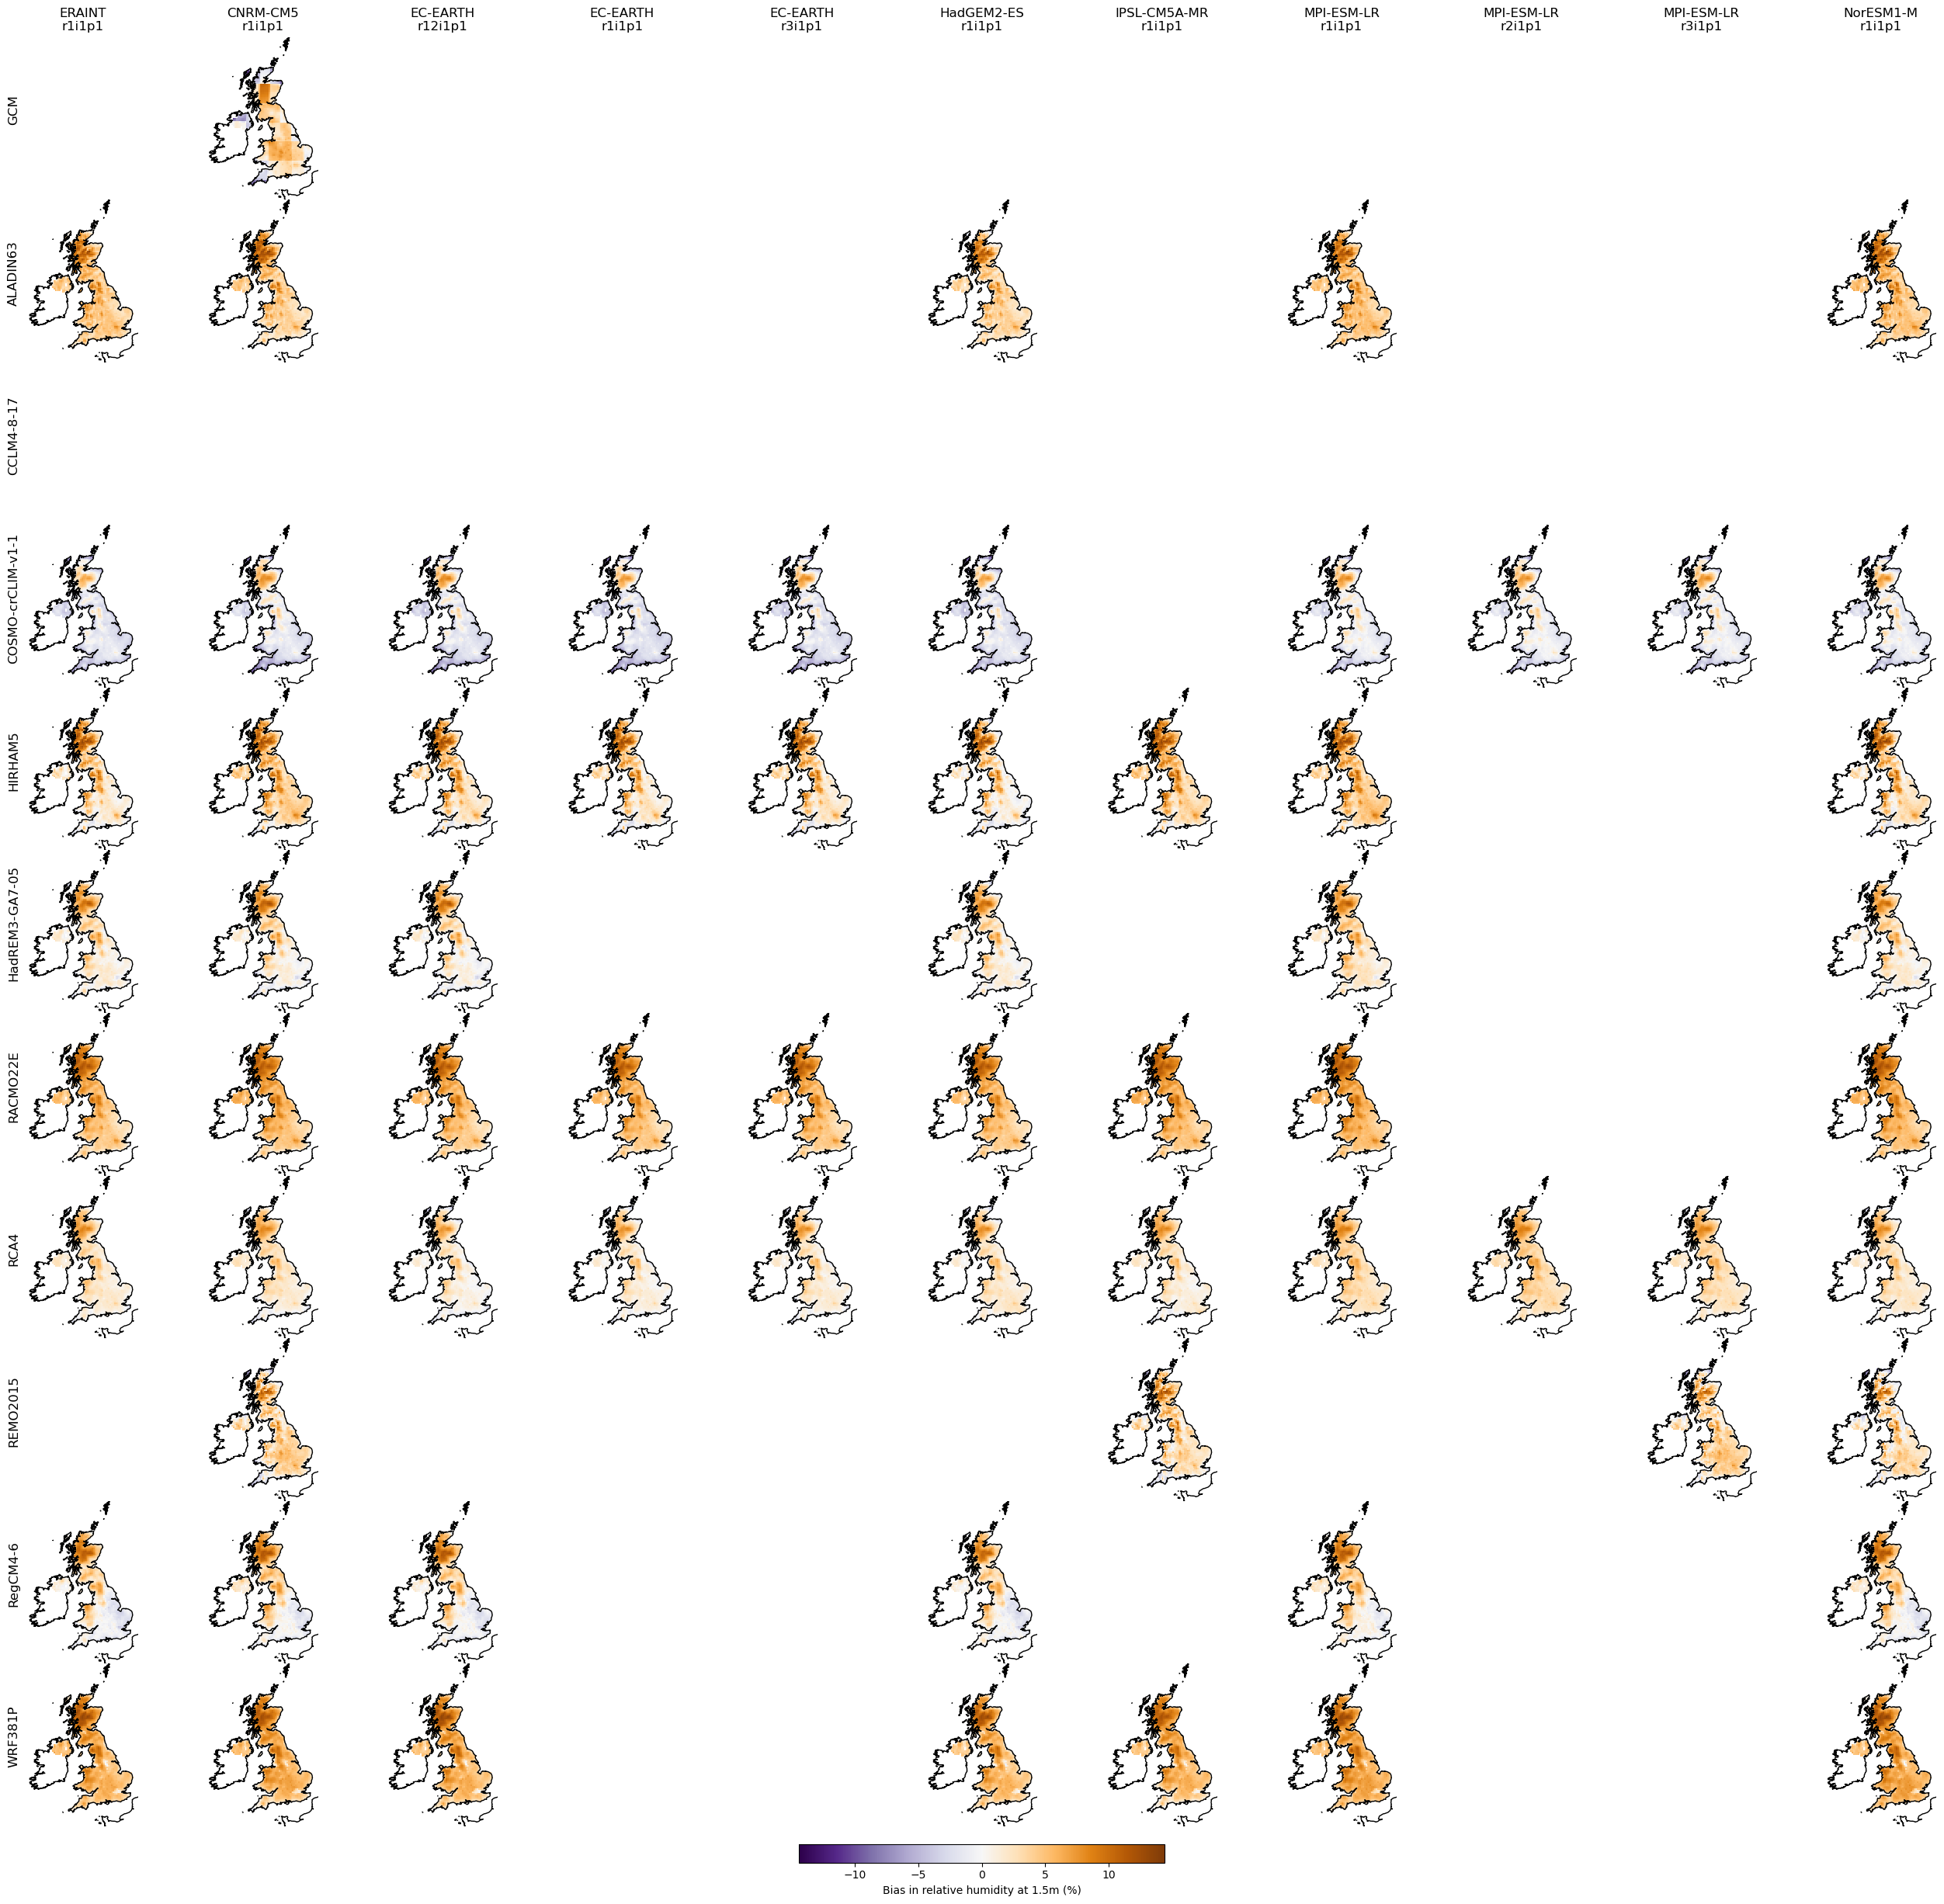 ERAINT
r1i1p1
CNRM-CM5
r1i1p1
EC-EARTH
r12i1p1
EC-EARTH
r1i1p1
EC-EARTH
r3i1p1
HadGEM2-ES
r1i1p1
IPSL-CM5A-MR
r1i1p1
MPI-ESM-LR
r1i1p1
MPI-ESM-LR
r2i1p1
MPI-ESM-LR
r3i1p1
NorESM1-M
r1i1p1
GCM
ALADIN63
CCLM4-8-17
COSMO-crCLIM-v1-1
HIRHAM5
HadREM3-GA7-05
RACMO22E
RCA4
REMO2015
RegCM4-6
WRF381P
−10 −5 0 5 10
Bias in relative humidity at 1.5m (%)